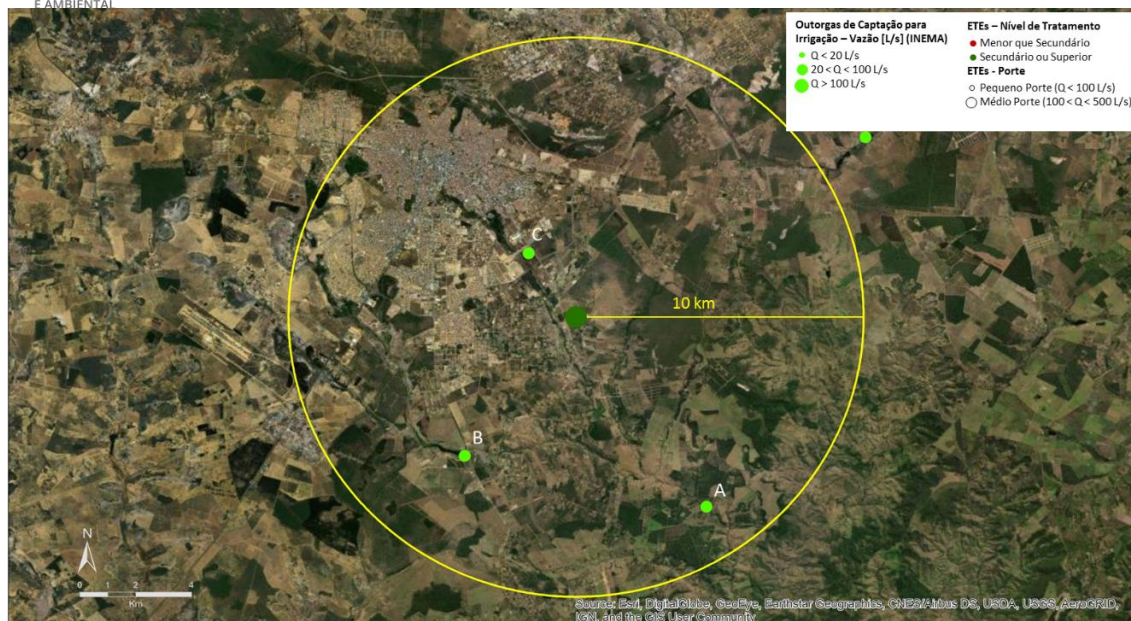 E AMBIENTAL
Outorgas de Captação para
Irrigação – Vazão [L/s] (INEMA)
Q < 20 L/s
20 < Q < 100 L/s
Q > 100 L/s
ETEs – Nível de Tratamento
Menor que Secundário
Secundário ou Superior
ETEs - Porte
Pequeno Porte (Q < 100 L/s)
Médio Porte (100 < Q < 500 L/s)
C
10 km
B
A
N
0 1 2 4
Km
Source: Esri, DigitalGlobe, GeoEye, Earthstar Geographics, CNES/Airbus DS, USDA, USGS, AeroGRID,
IGN, and the GIS User Community